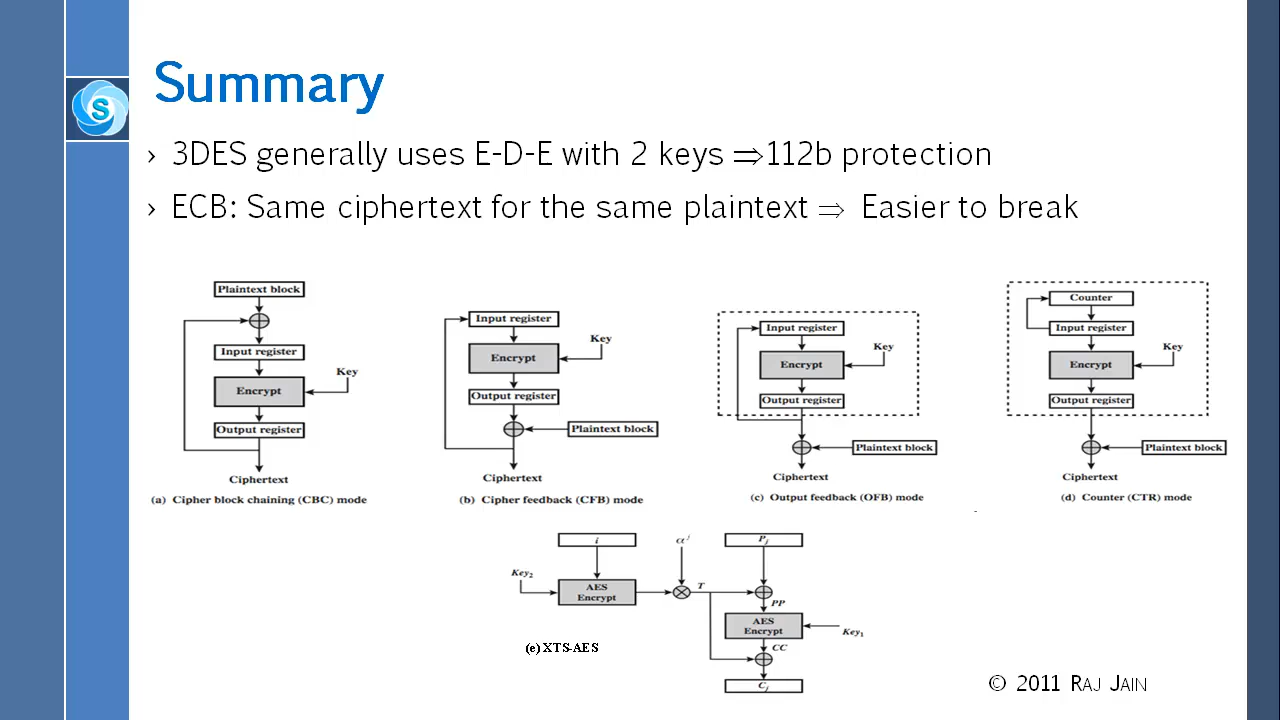 S
Summary
› 3DES generally uses E-D-E with 2 keys ⇒112b protection
› ECB: Same ciphertext for the same plaintext ⇒ Easier to break
Plaintext block
Input register
Key
Encrypt
Output register
Ciphertext
(a) Cipher block chaining (CBC) mode
Input register
Key
Encrypt
Output register
Plaintext block
Ciphertext
(b) Cipher feedback (CFB) mode
Input register
Key
Encrypt
Output register
Plaintext block
Ciphertext
(c) Output feedback (OFB) mode
Counter
Input register
Key
Encrypt
Output register
Plaintext block
Ciphertext
(d) Counter (CTR) mode
i
α^j
P_j
Key₂
AES
Encrypt
T
PP
AES
Encrypt
Key₁
CC
C_j
(e) XTS-AES
© 2011 RAJ JAIN